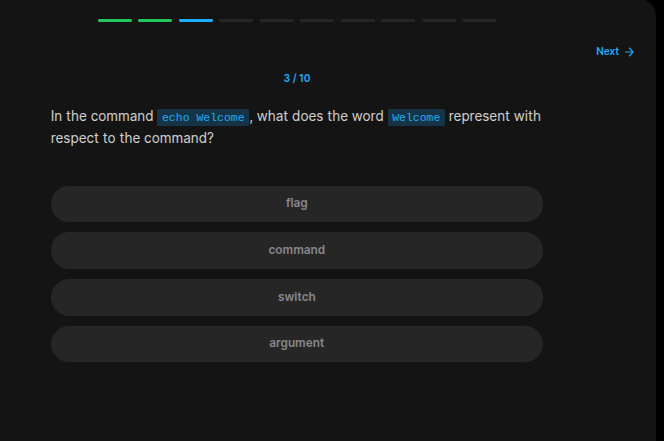 Next →
3 / 10
In the command echo Welcome, what does the word Welcome represent with
respect to the command?
flag
command
switch
argument